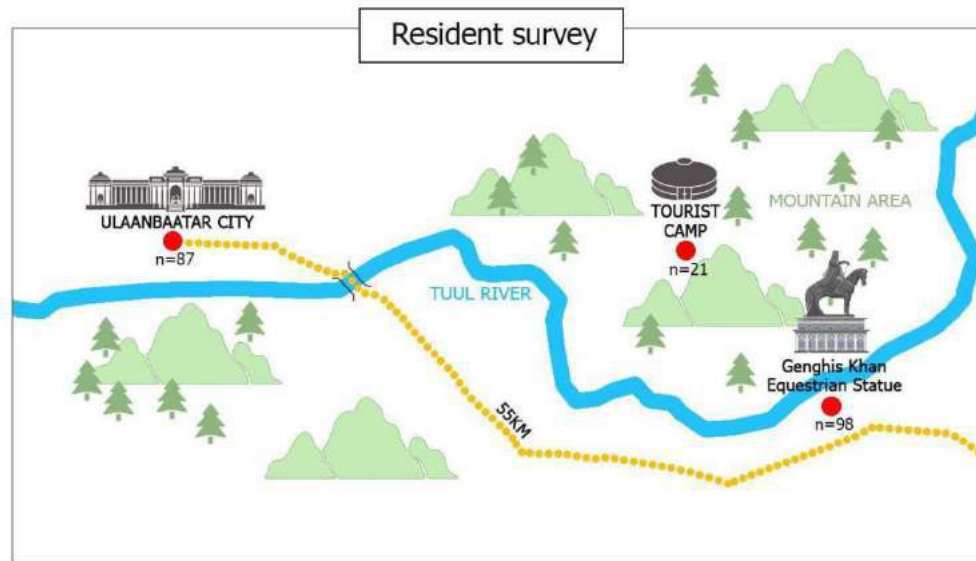 Resident survey
ULAANBAATAR CITY
n=87
TOURIST
CAMP
n=21
MOUNTAIN AREA
TUUL RIVER
Genghis Khan
Equestrian Statue
n=98
55KM